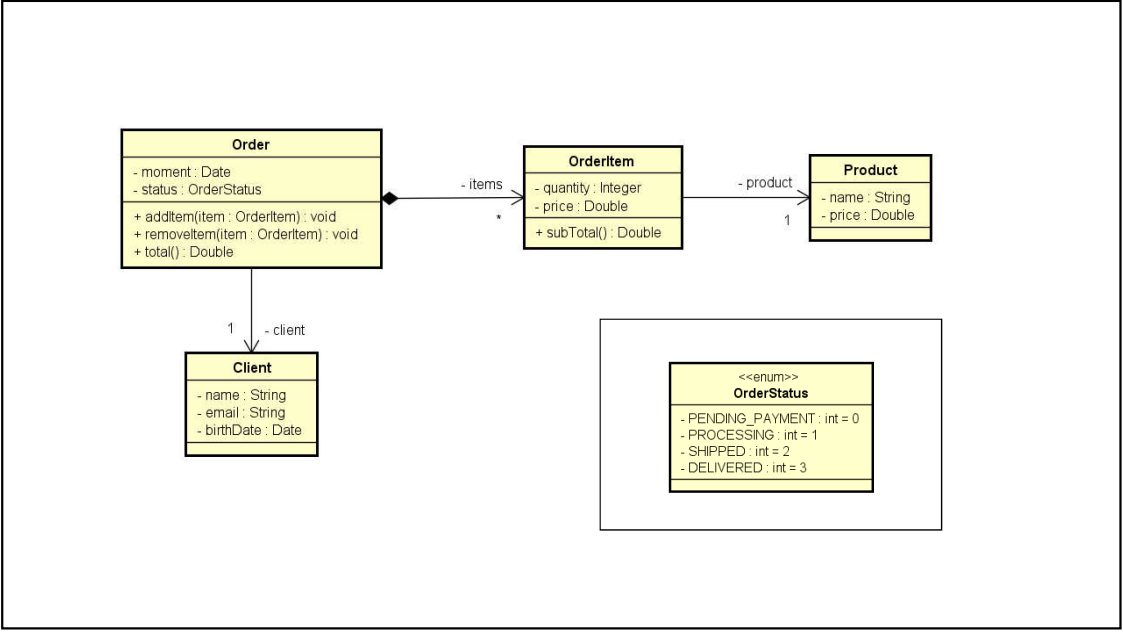 Order
- moment : Date
- status : OrderStatus
+ addItem(item : OrderItem) : void
+ removeItem(item : OrderItem) : void
+ total() : Double
- items
*
OrderItem
- quantity : Integer
- price : Double
+ subTotal() : Double
- product
1
Product
- name : String
- price : Double
1
- client
Client
- name : String
- email : String
- birthDate : Date
<<enum>>
OrderStatus
- PENDING_PAYMENT : int = 0
- PROCESSING : int = 1
- SHIPPED : int = 2
- DELIVERED : int = 3